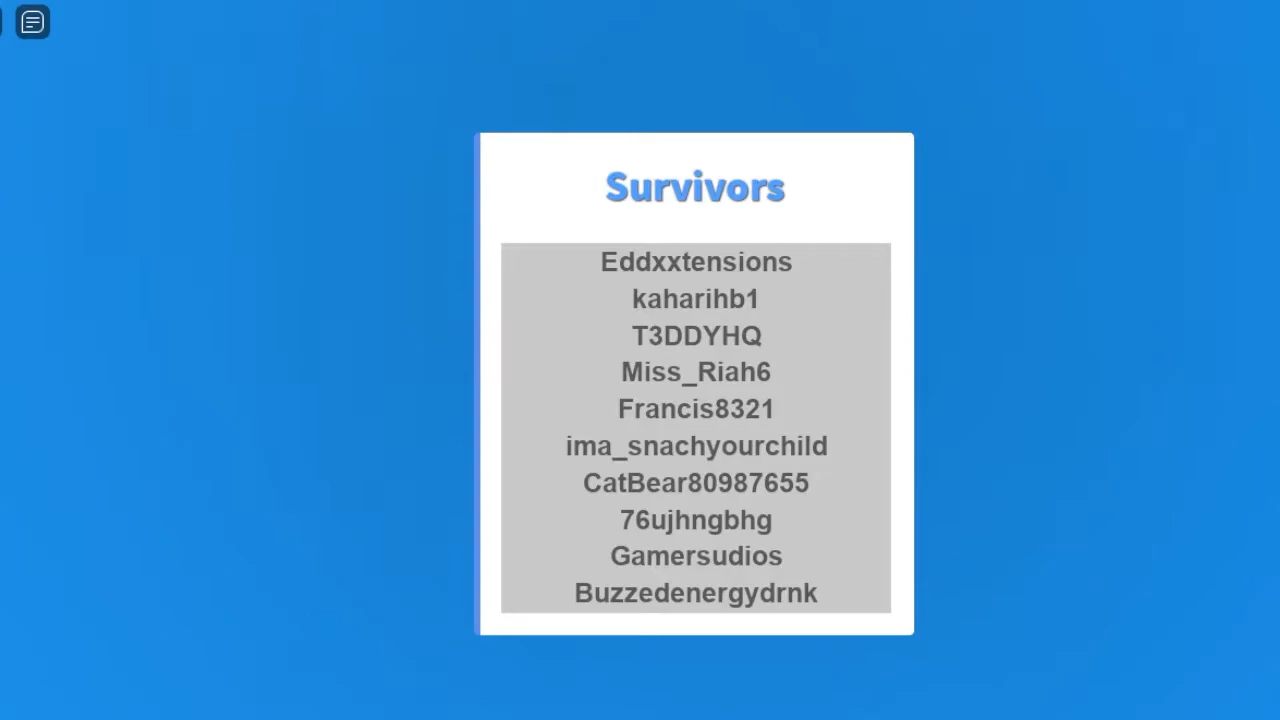 Survivors
Eddxxtensions
kaharihb1
T3DDYHQ
Miss_Riah6
Francis8321
ima_snachyourchild
CatBear80987655
76ujhngbhg
Gamersudios
Buzzedenergydrnk